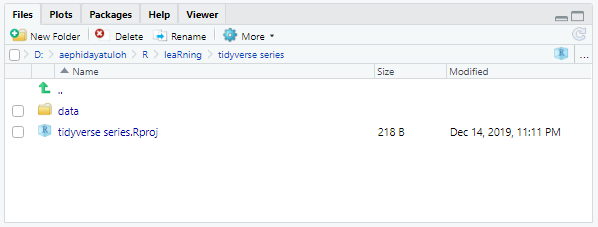 Files Plots Packages Help Viewer
New Folder Delete Rename More
D: aephidayatuloh R leaRning tidyverse series ...
Name Size Modified
..
data
tidyverse series.Rproj 218 B Dec 14, 2019, 11:11 PM